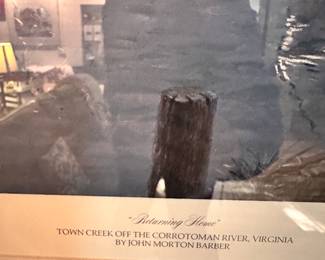 "Returning Home"
TOWN CREEK OFF THE CORROTOMAN RIVER, VIRGINIA
BY JOHN MORTON BARBER